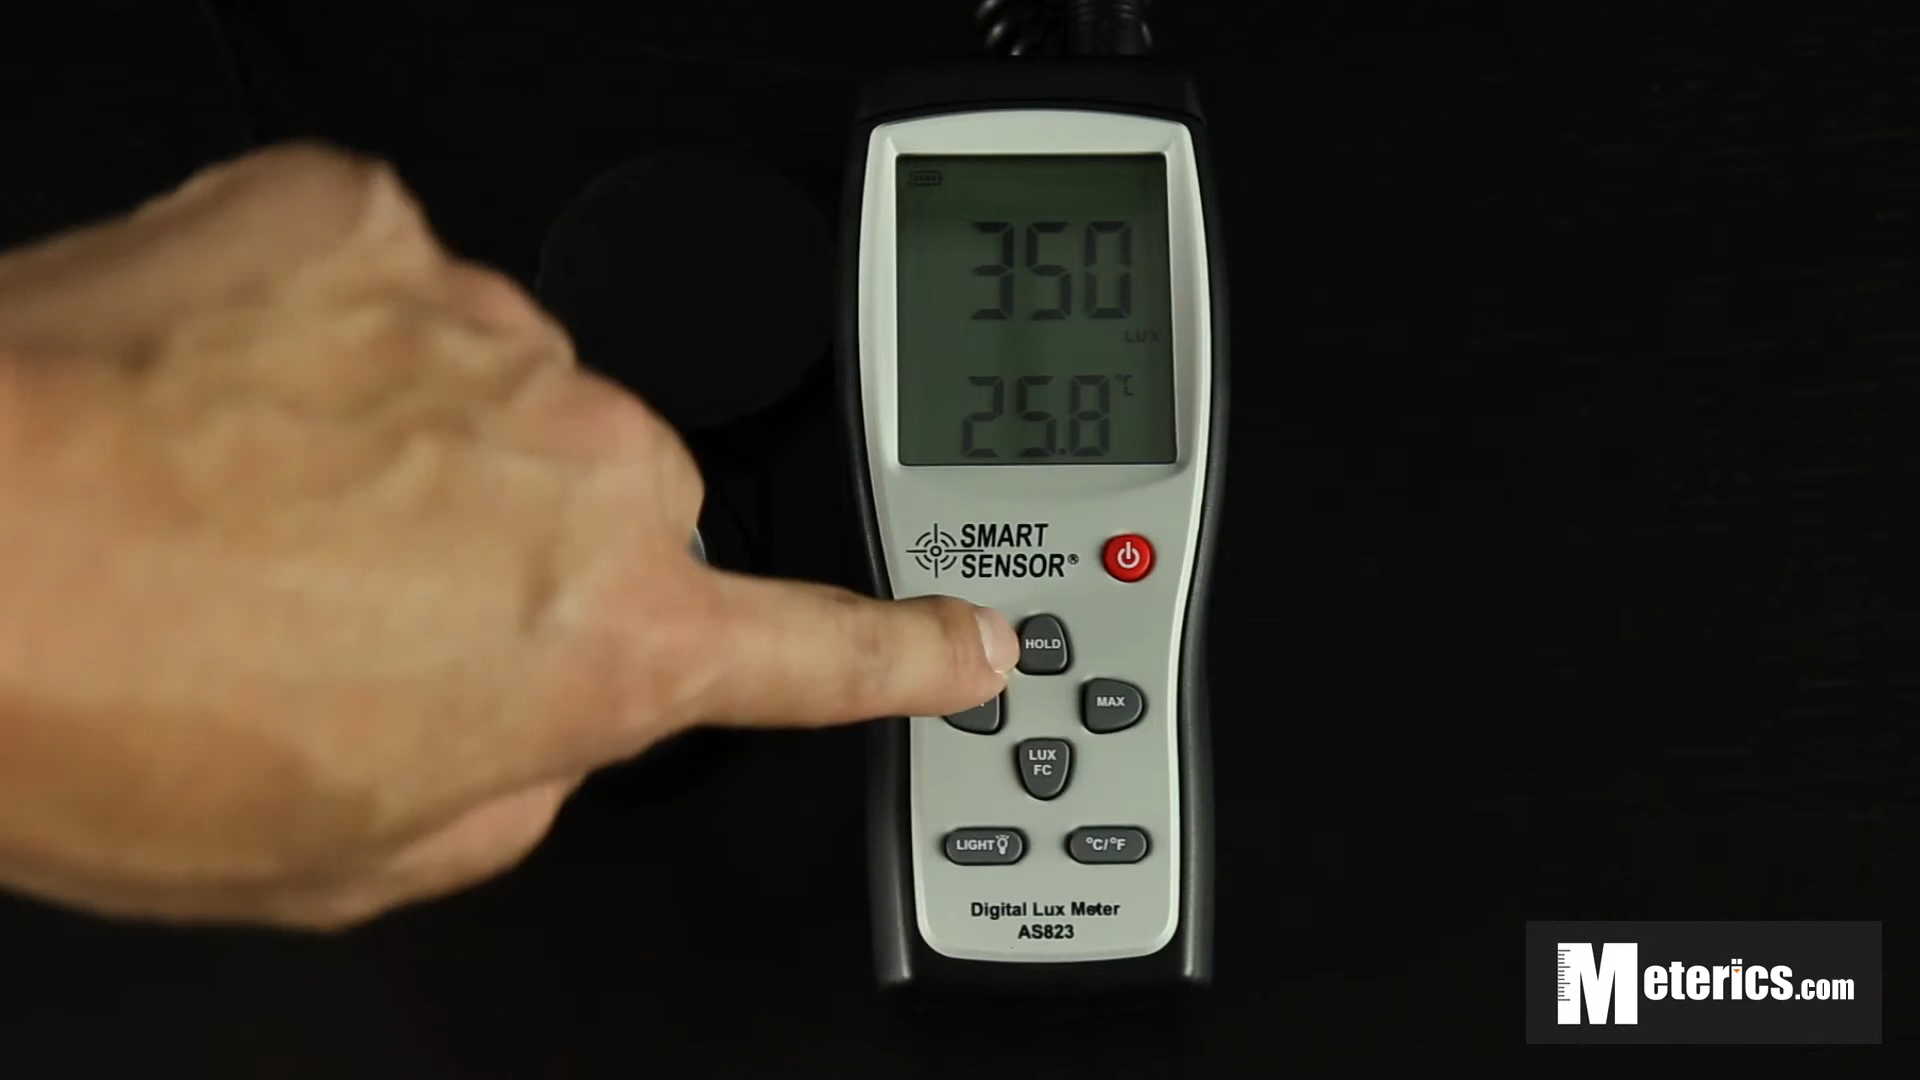 350
LUX
25.8 °C
SMART
SENSOR®
HOLD
MAX
LUX
FC
LIGHT
°C/°F
Digital Lux Meter
AS823
Meterics.com